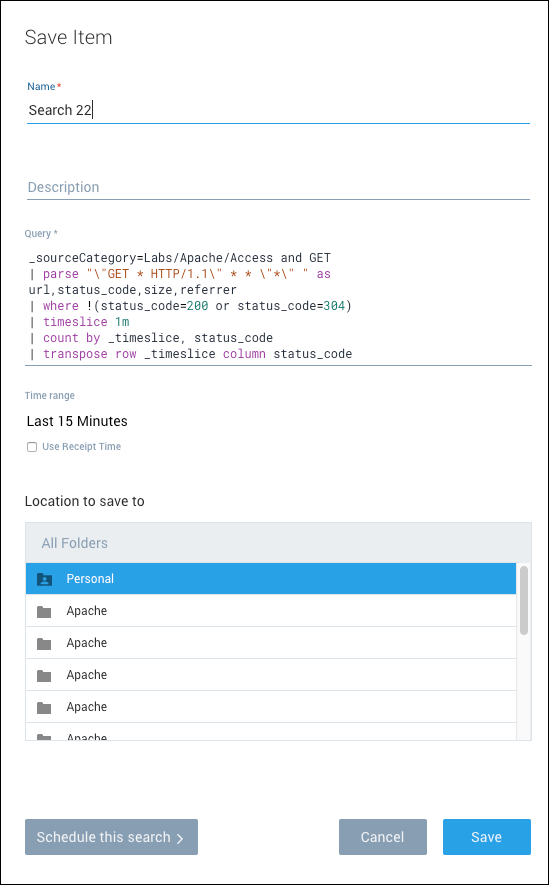 Save Item
Name *
Search 22
Description
Query *
_sourceCategory=Labs/Apache/Access and GET
| parse "\"GET * HTTP/1.1\" * * \"*\" " as
url,status_code,size,referrer
| where !(status_code=200 or status_code=304)
| timeslice 1m
| count by _timeslice, status_code
| transpose row _timeslice column status_code
Time range
Last 15 Minutes
Use Receipt Time
Location to save to
All Folders
Personal
Apache
Apache
Apache
Apache
Apache
Schedule this search >
Cancel
Save